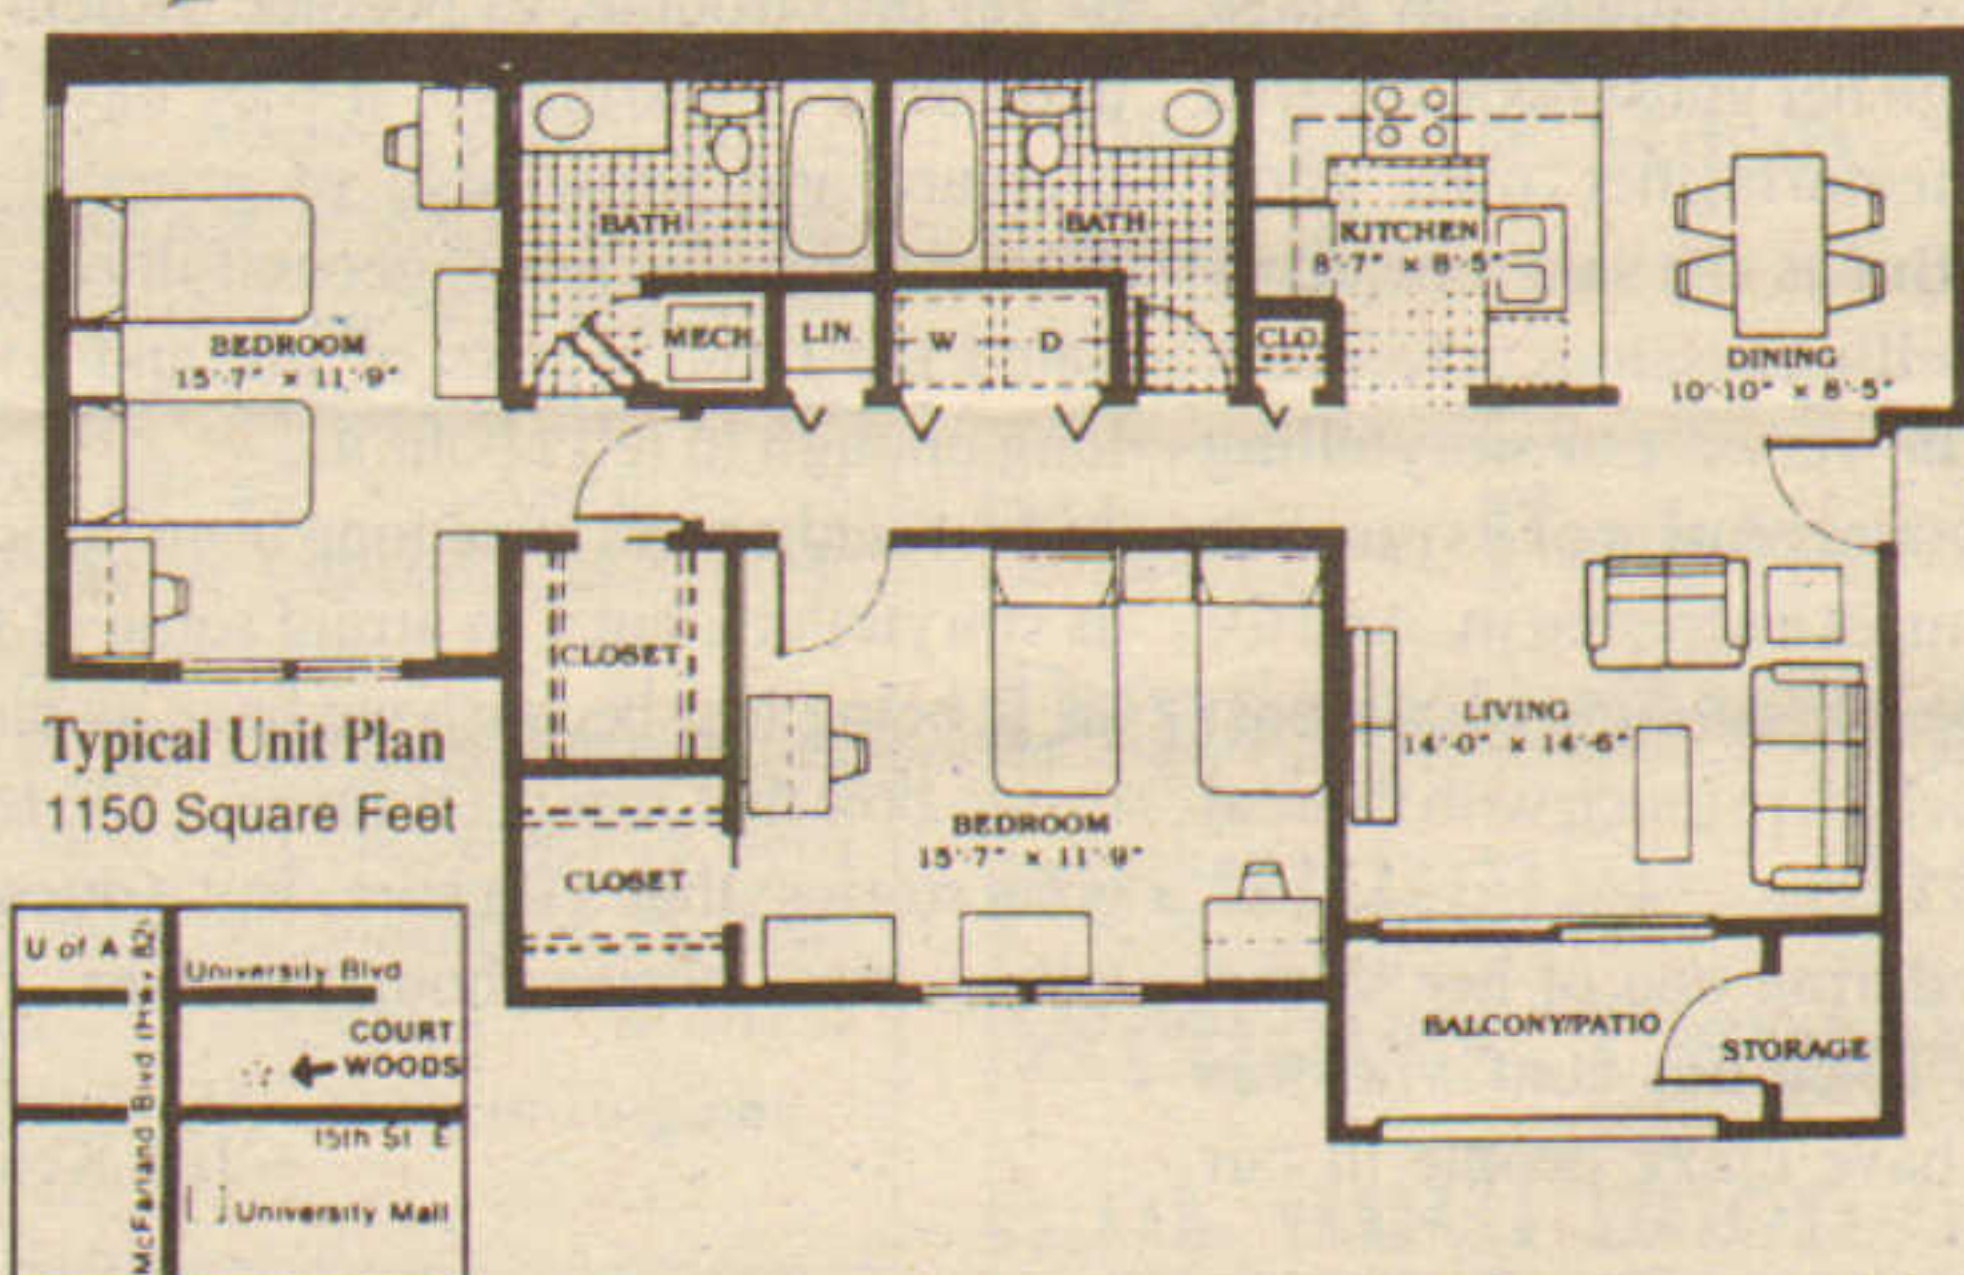 BATH
BATH
KITCHEN
8'-7" x 8'-5"
MECH.
LIN.
W
D
CLO.
BEDROOM
15'-7" x 11'-9"
DINING
10'-10" x 8'-5"
CLOSET
LIVING
14'-0" x 14'-6"
Typical Unit Plan
1150 Square Feet
BEDROOM
15'-7" x 11'-9"
CLOSET
BALCONY/PATIO
STORAGE
U of A
McFarland Blvd (Hwy 82)
University Blvd
COURT
WOODS
15th St E
University Mall